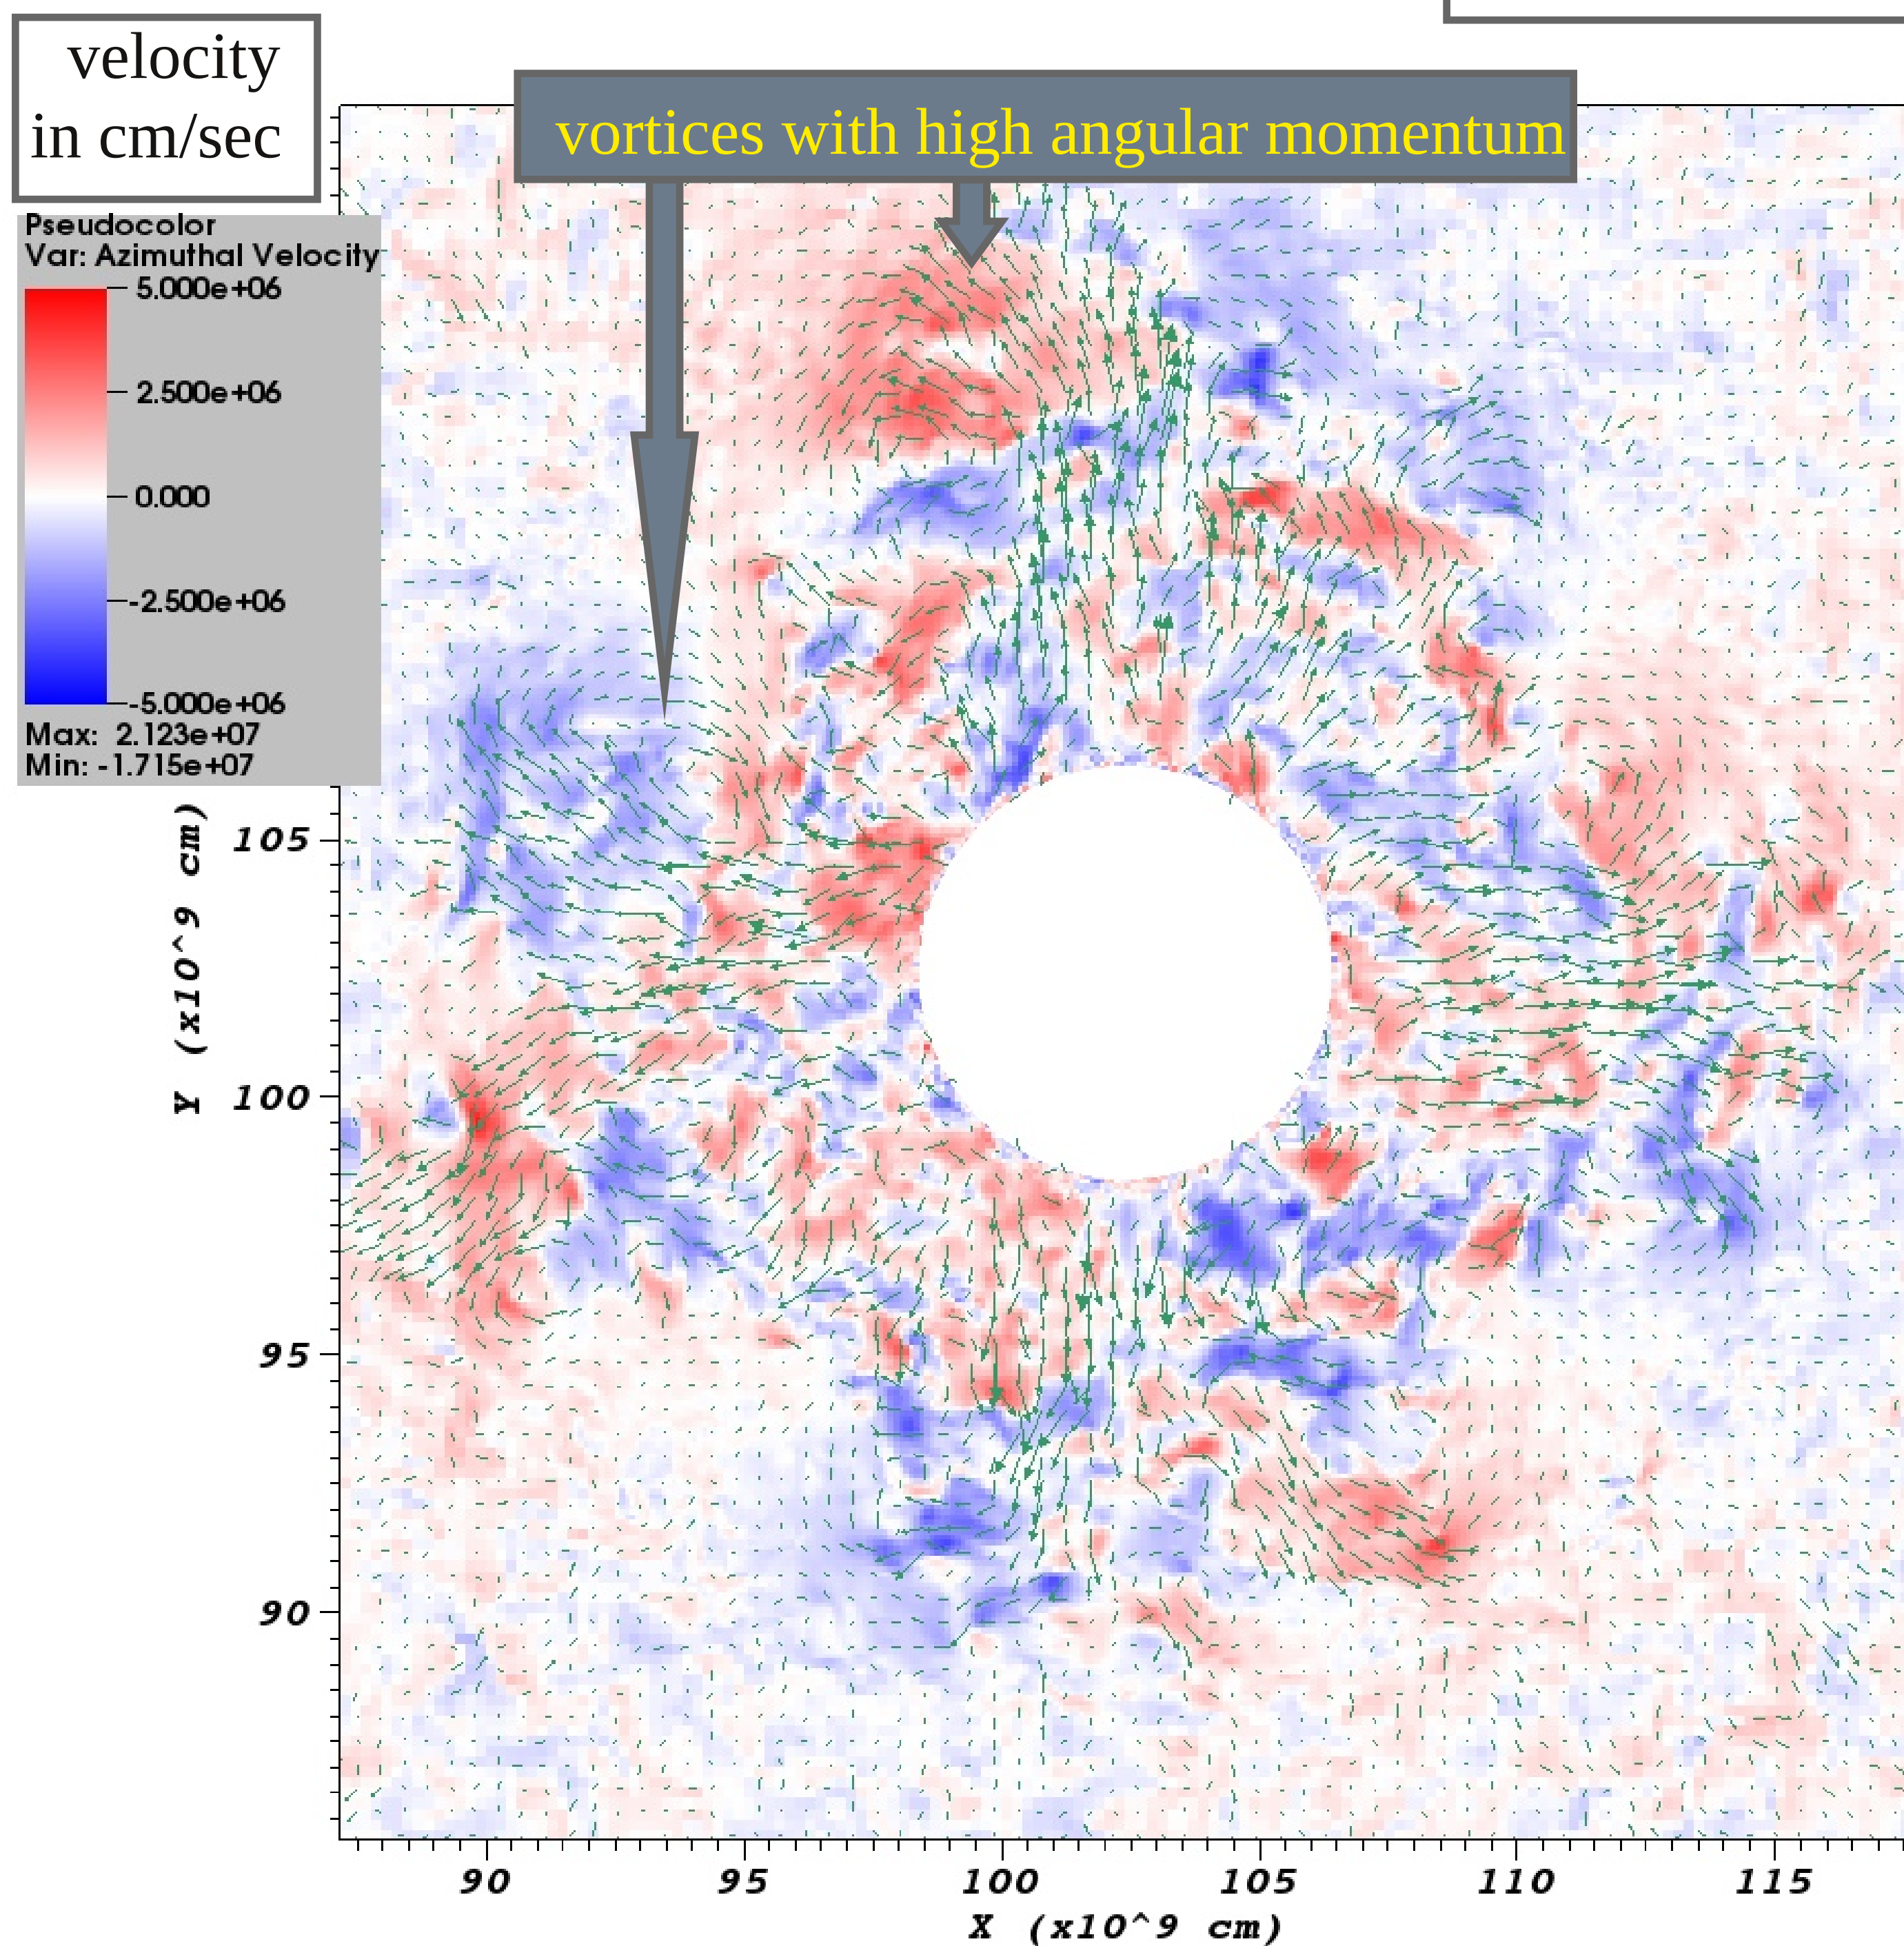 velocity
in cm/sec
vortices with high angular momentum
Pseudocolor
Var: Azimuthal Velocity
5.000e+06
2.500e+06
0.000
-2.500e+06
-5.000e+06
Max: 2.123e+07
Min: -1.715e+07
Y (x10^9 cm)
105
100
95
90
90 95 100 105 110 115
X (x10^9 cm)